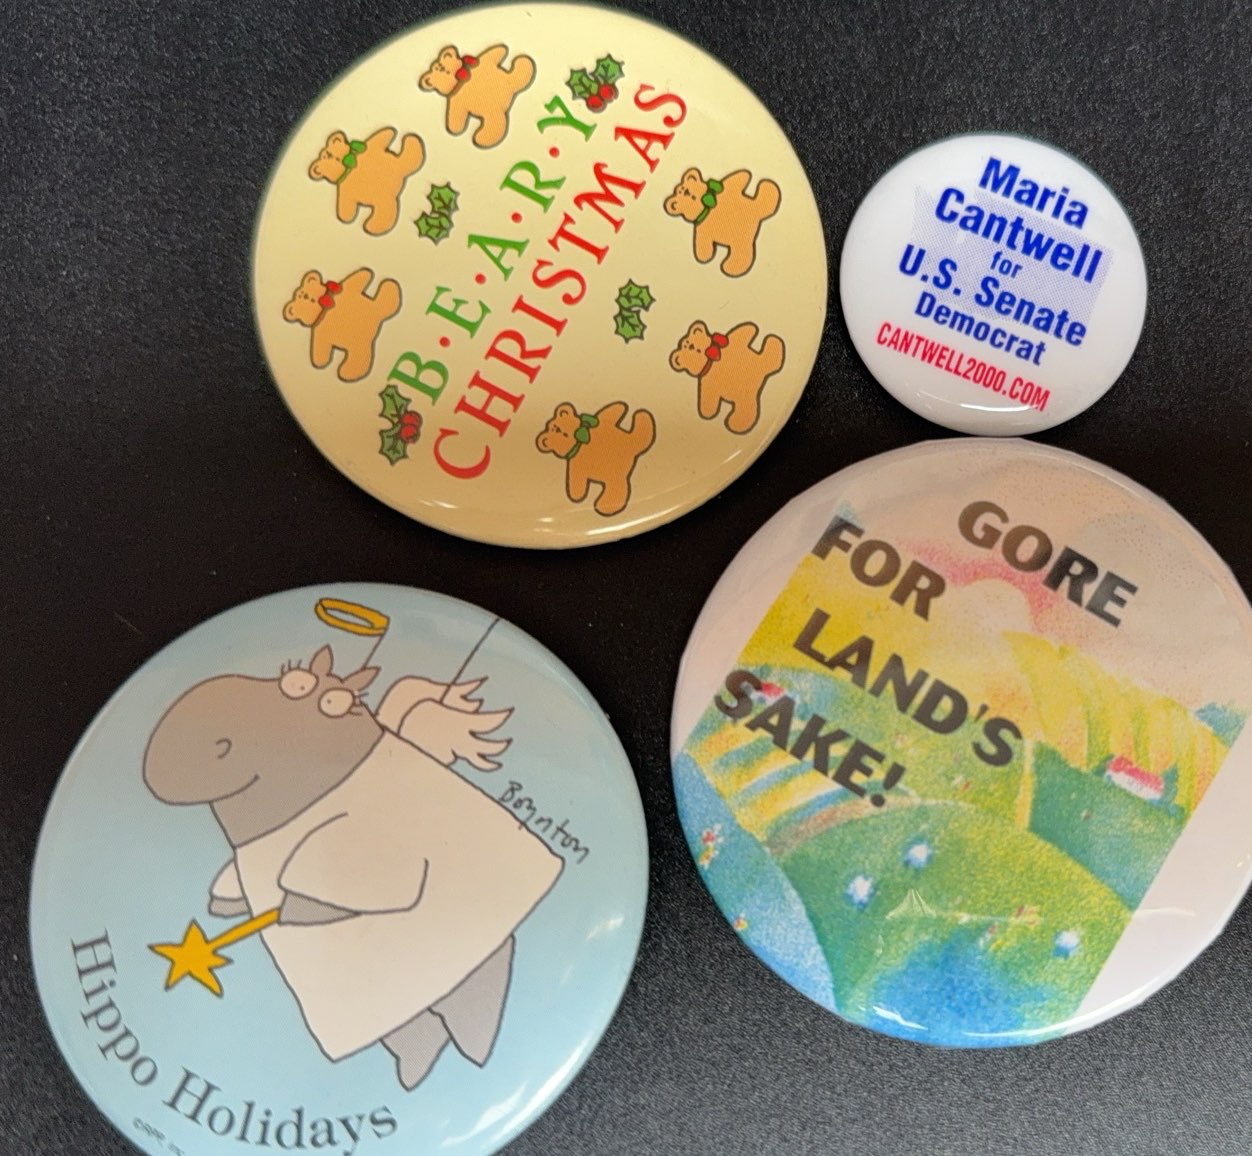 B·E·A·R·Y
CHRISTMAS
Maria
Cantwell
for
U.S. Senate
Democrat
CANTWELL2000.COM
GORE
FOR
LAND'S
SAKE!
Boynton
Hippo Holidays